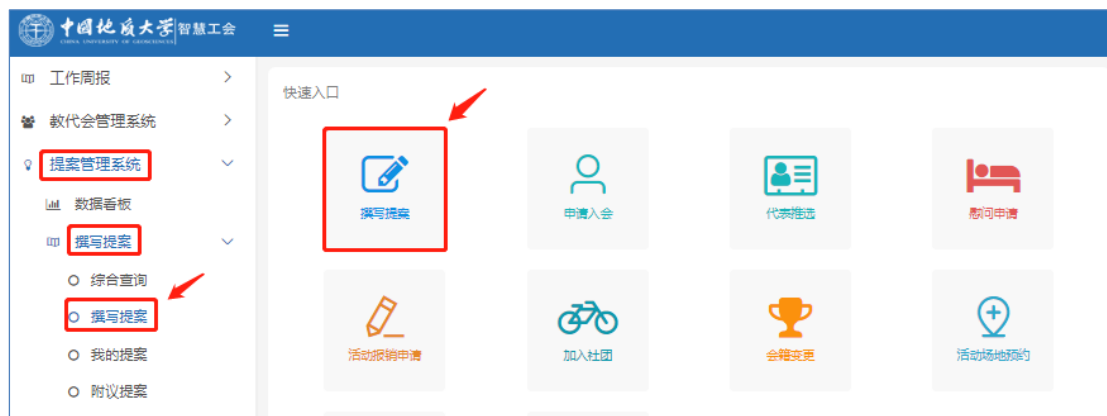 中国地质大学 智慧工会
CHINA UNIVERSITY OF GEOSCIENCES
工作周报
教代会管理系统
提案管理系统
数据看板
撰写提案
综合查询
撰写提案
我的提案
附议提案
快速入口
撰写提案
申请入会
代表推选
慰问申请
活动报销申请
加入社团
会籍变更
活动场地预约